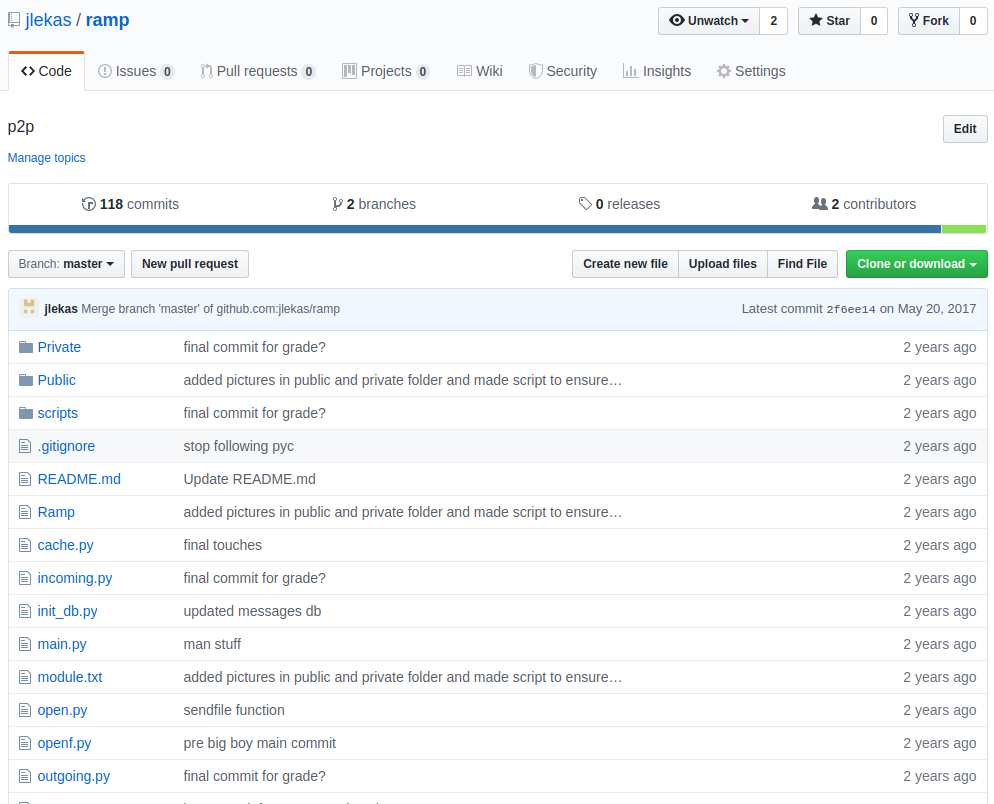 jlekas / ramp Unwatch 2 Star 0 Fork 0
Code Issues 0 Pull requests 0 Projects 0 Wiki Security Insights Settings
p2p Edit
Manage topics
118 commits 2 branches 0 releases 2 contributors
Branch: master New pull request Create new file Upload files Find File Clone or download
jlekas Merge branch 'master' of github.com:jlekas/ramp Latest commit 2f6ee14 on May 20, 2017
Private final commit for grade? 2 years ago
Public added pictures in public and private folder and made script to ensure… 2 years ago
scripts final commit for grade? 2 years ago
.gitignore stop following pyc 2 years ago
README.md Update README.md 2 years ago
Ramp added pictures in public and private folder and made script to ensure… 2 years ago
cache.py final touches 2 years ago
incoming.py final commit for grade? 2 years ago
init_db.py updated messages db 2 years ago
main.py man stuff 2 years ago
module.txt added pictures in public and private folder and made script to ensure… 2 years ago
open.py sendfile function 2 years ago
openf.py pre big boy main commit 2 years ago
outgoing.py final commit for grade? 2 years ago